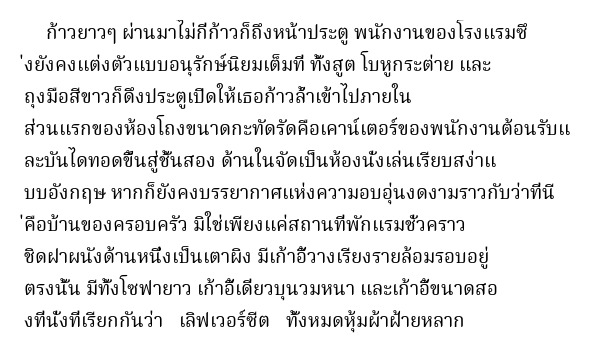 ก้าวยาวๆ ผ่านมาไม่กี่ก้าวก็ถึงหน้าประตู พนักงานของโรงแรมซึ
่งยังคงแต่งตัวแบบอนุรักษ์นิยมเต็มที่ ทั้งสูต โบหูกระต่าย และ
ถุงมือสีขาวก็ดึงประตูเปิดให้เธอก้าวล้ำเข้าไปภายใน
ส่วนแรกของห้องโถงขนาดกะทัดรัดคือเคาน์เตอร์ของพนักงานต้อนรับแ
ละบันไดทอดขึ้นสู่ชั้นสอง ด้านในจัดเป็นห้องนั่งเล่นเรียบสง่าแ
บบอังกฤษ หากก็ยังคงบรรยากาศแห่งความอบอุ่นงดงามราวกับว่าที่นี
่คือบ้านของครอบครัว มิใช่เพียงแค่สถานที่พักแรมชั่วคราว
ชิดฝาผนังด้านหนึ่งเป็นเตาผิง มีเก้าอี้วางเรียงรายล้อมรอบอยู่
ตรงนั้น มีทั้งโซฟายาว เก้าอี้เดียวบุนวมหนา และเก้าอี้ขนาดสอ
งที่นั่งที่เรียกกันว่า เลิฟเวอร์ซีต ทั้งหมดหุ้มผ้าฝ้ายหลาก